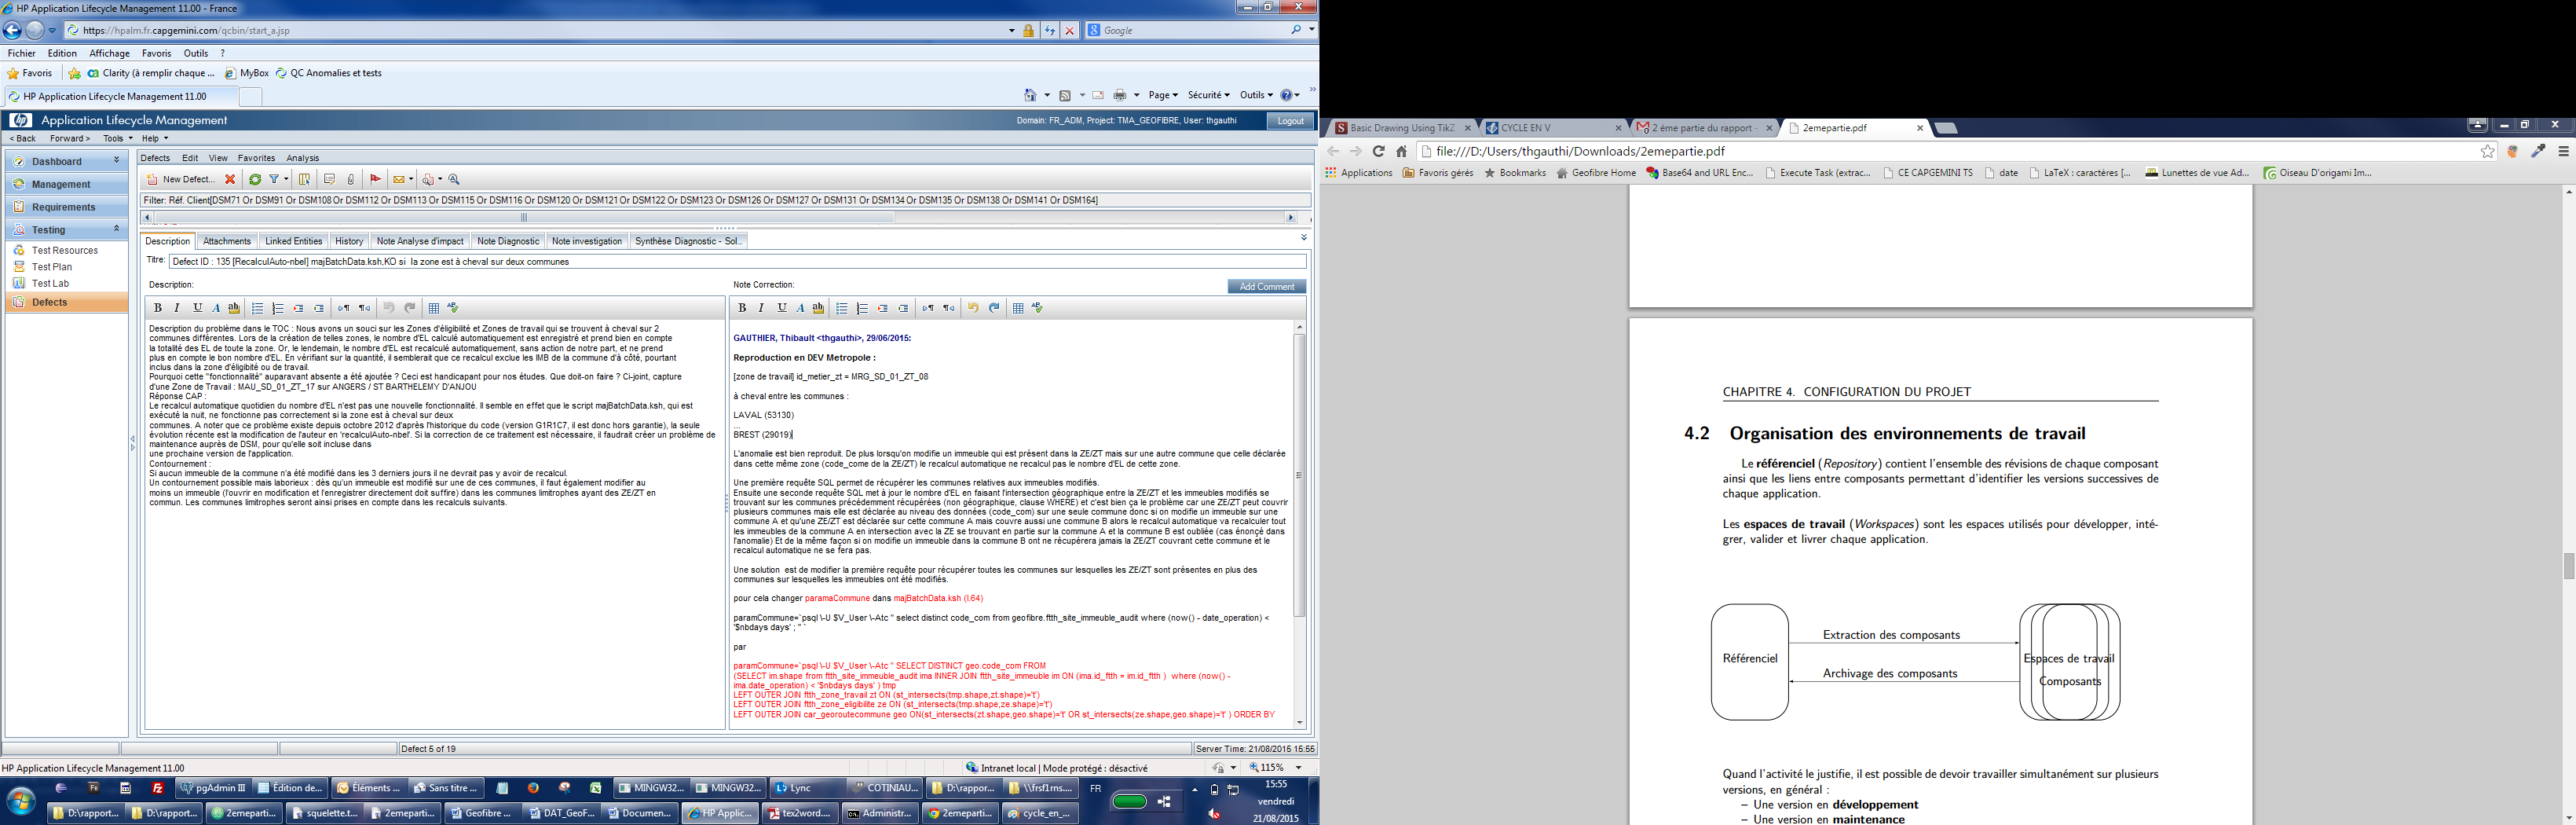 HP Application Lifecycle Management 11.00 - France
https://hpalm.fr.capgemini.com/qcbin/start_a.jsp
Google
Fichier Edition Affichage Favoris Outils ?
Favoris Clarity (à remplir chaque ... MyBox QC Anomalies et tests
HP Application Lifecycle Management 11.00
Page Sécurité Outils
Application Lifecycle Management
Domain: FR_ADM, Project: TMA_GEOFIBRE, User: thgauthi Logout
< Back Forward > Tools Help
Dashboard
Management
Requirements
Testing
Test Resources
Test Plan
Test Lab
Defects
Defects Edit View Favorites Analysis
New Defect...
Filter: Réf. Client[DSM71 Or DSM91 Or DSM108 Or DSM112 Or DSM113 Or DSM115 Or DSM116 Or DSM120 Or DSM121 Or DSM122 Or DSM123 Or DSM126 Or DSM127 Or DSM131 Or DSM134 Or DSM135 Or DSM138 Or DSM141 Or DSM164]
Description Attachments Linked Entities History Note Analyse d'impact Note Diagnostic Note investigation Synthèse Diagnostic - Sol...
Titre: Defect ID : 135 [RecalculAuto-nbel] majBatchData.ksh,KO si la zone est à cheval sur deux communes
Description:
Description du problème dans le TOC : Nous avons un souci sur les Zones d'éligibilité et Zones de travail qui se trouvent à cheval sur 2
communes différentes. Lors de la création de telles zones, le nombre d'EL calculé automatiquement est enregistré et prend bien en compte
la totalité des EL de toute la zone. Or, le lendemain, le nombre d'EL est recalculé automatiquement, sans action de notre part, et ne prend
plus en compte le bon nombre d'EL. En vérifiant sur la quantité, il semblerait que ce recalcul exclue les IMB de la commune d'à côté, pourtant
inclus dans la zone d'éligbilité ou de travail.
Pourquoi cette "fonctionnalité" auparavant absente a été ajoutée ? Ceci est handicapant pour nos études. Que doit-on faire ? Ci-joint, capture
d'une Zone de Travail : MAU_SD_01_ZT_17 sur ANGERS / ST BARTHELEMY D'ANJOU
Réponse CAP :
Le recalcul automatique quotidien du nombre d'EL n'est pas une nouvelle fonctionnalité. Il semble en effet que le script majBatchData.ksh, qui est
exécuté la nuit, ne fonctionne pas correctement si la zone est à cheval sur deux
communes. A noter que ce problème existe depuis octobre 2012 d'après l'historique du code (version G1R1C7, il est donc hors garantie), la seule
évolution récente est la modification de l'auteur en 'recalculAuto-nbel'. Si la correction de ce traitement est nécessaire, il faudrait créer un problème de
maintenance auprès de DSM, pour qu'elle soit incluse dans
une prochaine version de l'application.
Contournement :
Si aucun immeuble de la commune n'a été modifié dans les 3 derniers jours il ne devrait pas y avoir de recalcul.
Un contournement possible mais laborieux : dès qu'un immeuble est modifié sur une de ces communes, il faut également modifier au
moins un immeuble (l'ouvrir en modification et l'enregistrer directement doit suffire) dans les communes limitrophes ayant des ZE/ZT en
commun. Les communes limitrophes seront ainsi prises en compte dans les recalculs suivants.
Note Correction: Add Comment
GAUTHIER, Thibault <thgauthi>, 29/06/2015:
Reproduction en DEV Metropole :
[zone de travail] id_metier_zt = MRG_SD_01_ZT_08
à cheval entre les communes :
LAVAL (53130)
...
BREST (29019)
L'anomalie est bien reproduit. De plus lorsqu'on modifie un immeuble qui est présent dans la ZE/ZT mais sur une autre commune que celle déclarée
dans cette même zone (code_come de la ZE/ZT) le recalcul automatique ne recalcul pas le nombre d'EL de cette zone.
Une première requête SQL permet de récupérer les communes relatives aux immeubles modifiés.
Ensuite une seconde requête SQL met à jour le nombre d'EL en faisant l'intersection géographique entre la ZE/ZT et les immeubles modifiés se
trouvant sur les communes précédemment récupérées (non géographique, clause WHERE) et c'est bien ça le problème car une ZE/ZT peut couvrir
plusieurs communes mais elle est déclarée au niveau des données (code_com) sur une seule commune donc si on modifie un immeuble sur une
commune A et qu'une ZE/ZT est déclarée sur cette commune A mais couvre aussi une commune B alors le recalcul automatique va recalculer tout
les immeubles de la commune A en intersection avec la ZE se trouvant en partie sur la commune A et la commune B est oubliée (cas énonçé dans
l'anomalie) Et de la même façon si on modifie un immeuble dans la commune B ont ne récupérera jamais la ZE/ZT couvrant cette commune et le
recalcul automatique ne se fera pas.
Une solution est de modifier la première requête pour récupérer toutes les communes sur lesquelles les ZE/ZT sont présentes en plus des
communes sur lesquelles les immeubles ont été modifiés.
pour cela changer paramaCommune dans majBatchData.ksh (l.64)
paramCommune=`psql \-U $V_User \-Atc " select distinct code_com from geofibre.ftth_site_immeuble_audit where (now() - date_operation) <
'$nbdays days' ; " `
par
paramCommune=`psql \-U $V_User \-Atc " SELECT DISTINCT geo.code_com FROM
(SELECT im.shape from ftth_site_immeuble_audit ima INNER JOIN ftth_site_immeuble im ON (ima.id_ftth = im.id_ftth ) where (now() -
ima.date_operation) < '$nbdays days' ) tmp
LEFT OUTER JOIN ftth_zone_travail zt ON (st_intersects(tmp.shape,zt.shape)='t')
LEFT OUTER JOIN ftth_zone_eligibilite ze ON (st_intersects(tmp.shape,ze.shape)='t')
LEFT OUTER JOIN car_georoutecommune geo ON(st_intersects(zt.shape,geo.shape)='t' OR st_intersects(ze.shape,geo.shape)='t' ) ORDER BY
Defect 5 of 19 Server Time: 21/08/2015 15:55
HP Application Lifecycle Management 11.00 Intranet local | Mode protégé : désactivé 115%
pgAdmin III Édition de... Éléments ... Sans titre ... MINGW32... MINGW32... Lync COTINIAU... D:\rappor... \\frsf1rns.... FR 15:55
vendredi
D:\rapport... D:\rapport... 2emeparti... squelette.t... 2emeparti... Geofibre ... DAT_GeoF... Documen... HP Applic... tex2word.... Administr... 2emeparti... cycle_en_... 21/08/2015
Basic Drawing Using TikZ CYCLE EN V 2 éme partie du rapport - 2emepartie.pdf
file:///D:/Users/thgauthi/Downloads/2emepartie.pdf
Applications Favoris gérés Bookmarks Geofibre Home Base64 and URL Enc... Execute Task (extrac... CE CAPGEMINI TS date LaTeX : caractères [... Lunettes de vue Ad... Oiseau D'origami Im...
CHAPITRE 4. CONFIGURATION DU PROJET
4.2 Organisation des environnements de travail
Le référenciel (Repository) contient l'ensemble des révisions de chaque composant
ainsi que les liens entre composants permettant d'identifier les versions successives de
chaque application.
Les espaces de travail (Workspaces) sont les espaces utilisés pour développer, inté-
grer, valider et livrer chaque application.
Extraction des composants
Référenciel Espaces de travail
Archivage des composants
Composants
Quand l'activité le justifie, il est possible de devoir travailler simultanément sur plusieurs
versions, en général :
– Une version en développement
– Une version en maintenance